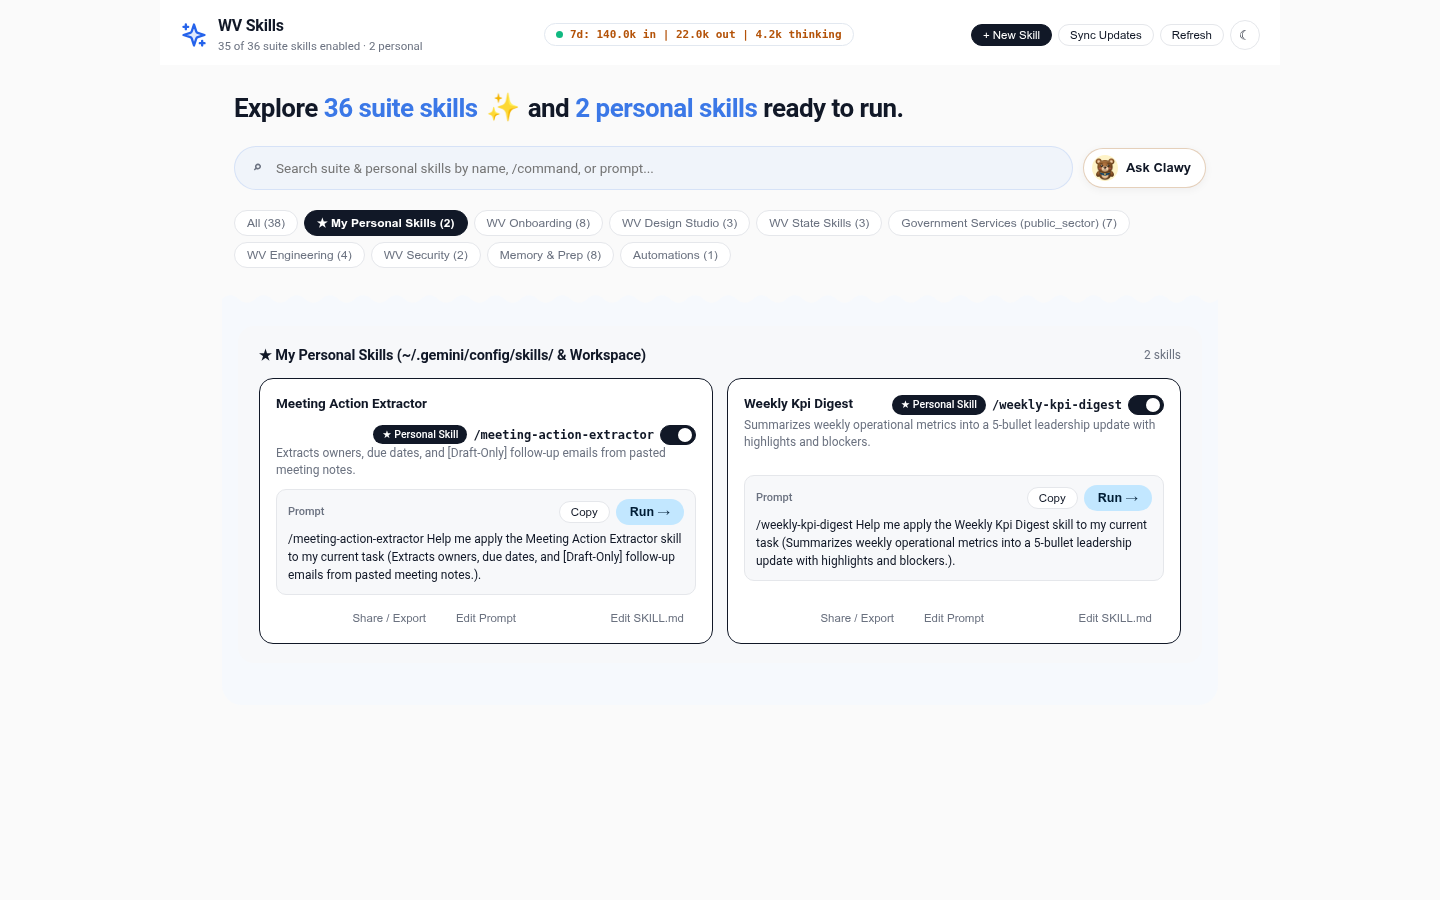 WV Skills
35 of 36 suite skills enabled · 2 personal
7d: 140.0k in | 22.0k out | 4.2k thinking
+ New Skill
Sync Updates
Refresh
Explore 36 suite skills ✨ and 2 personal skills ready to run.
Search suite & personal skills by name, /command, or prompt...
Ask Clawy
All (38)
★ My Personal Skills (2)
WV Onboarding (8)
WV Design Studio (3)
WV State Skills (3)
Government Services (public_sector) (7)
WV Engineering (4)
WV Security (2)
Memory & Prep (8)
Automations (1)
★ My Personal Skills (~/.gemini/config/skills/ & Workspace)
2 skills
Meeting Action Extractor
★ Personal Skill
/meeting-action-extractor
Extracts owners, due dates, and [Draft-Only] follow-up emails from pasted
meeting notes.
Prompt
Copy
Run →
/meeting-action-extractor Help me apply the Meeting Action Extractor skill
to my current task (Extracts owners, due dates, and [Draft-Only] follow-up
emails from pasted meeting notes.).
Share / Export
Edit Prompt
Edit SKILL.md
Weekly Kpi Digest
★ Personal Skill
/weekly-kpi-digest
Summarizes weekly operational metrics into a 5-bullet leadership update with
highlights and blockers.
Prompt
Copy
Run →
/weekly-kpi-digest Help me apply the Weekly Kpi Digest skill to my current
task (Summarizes weekly operational metrics into a 5-bullet leadership
update with highlights and blockers.).
Share / Export
Edit Prompt
Edit SKILL.md